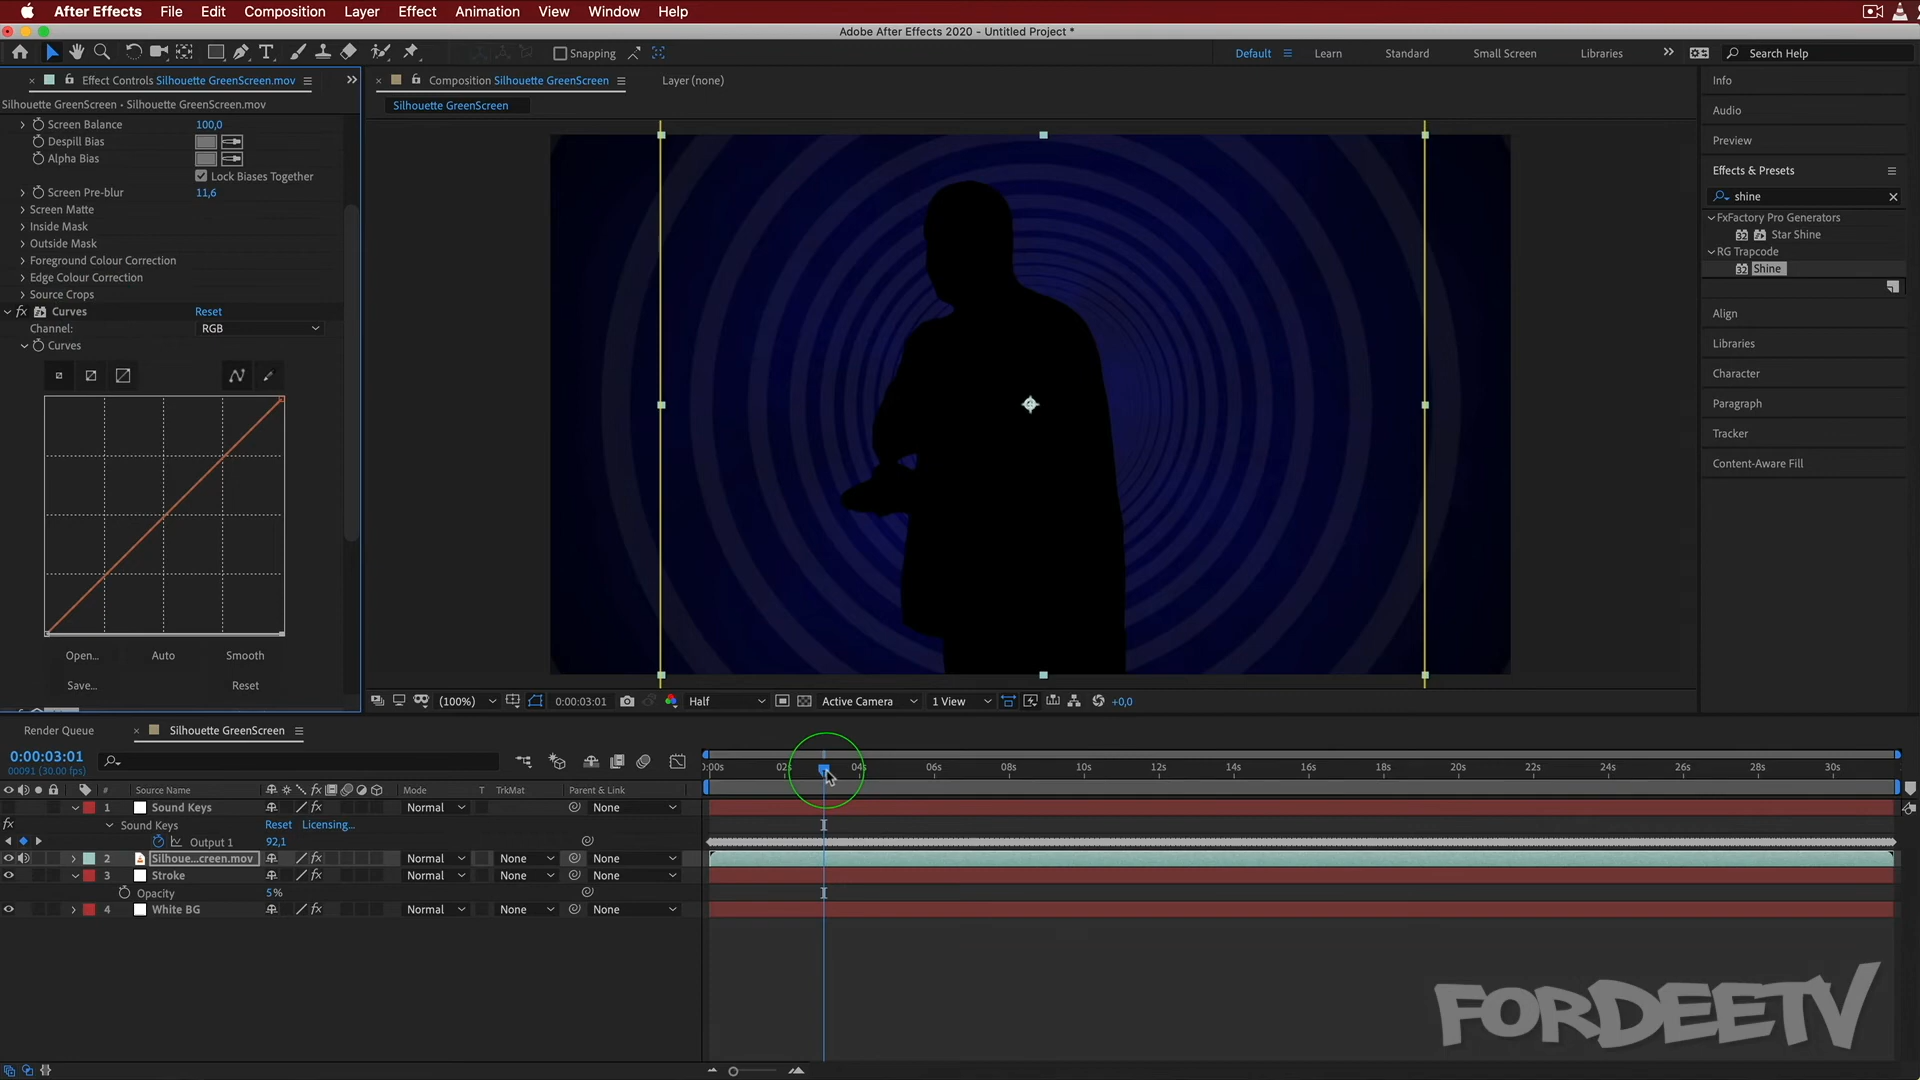 After Effects File Edit Composition Layer Effect Animation View Window Help
Adobe After Effects 2020 - Untitled Project *
Snapping Default Learn Standard Small Screen Libraries Search Help
Effect Controls Silhouette GreenScreen.mov
Composition Silhouette GreenScreen Layer (none)
Silhouette GreenScreen • Silhouette GreenScreen.mov
Silhouette GreenScreen
Screen Balance 100,0
Despill Bias
Alpha Bias
Lock Biases Together
Screen Pre-blur 11,6
Screen Matte
Inside Mask
Outside Mask
Foreground Colour Correction
Edge Colour Correction
Source Crops
fx Curves Reset
Channel: RGB
Curves
Open... Auto Smooth
Save... Reset
(100%) 0:00:03:01 Half Active Camera 1 View +0,0
Info
Audio
Preview
Effects & Presets
shine
FxFactory Pro Generators
Star Shine
RG Trapcode
Shine
Align
Libraries
Character
Paragraph
Tracker
Content-Aware Fill
Render Queue Silhouette GreenScreen
0:00:03:01
00091 (30.00 fps)
:00s 02s 04s 06s 08s 10s 12s 14s 16s 18s 20s 22s 24s 26s 28s 30s
# Source Name Mode T TrkMat Parent & Link
1 Sound Keys Normal None
fx Sound Keys Reset Licensing...
Output 1 92,1
2 Silhoue...creen.mov fx Normal None None
3 Stroke fx Normal None None
Opacity 5%
4 White BG fx Normal None None
FORDEETV